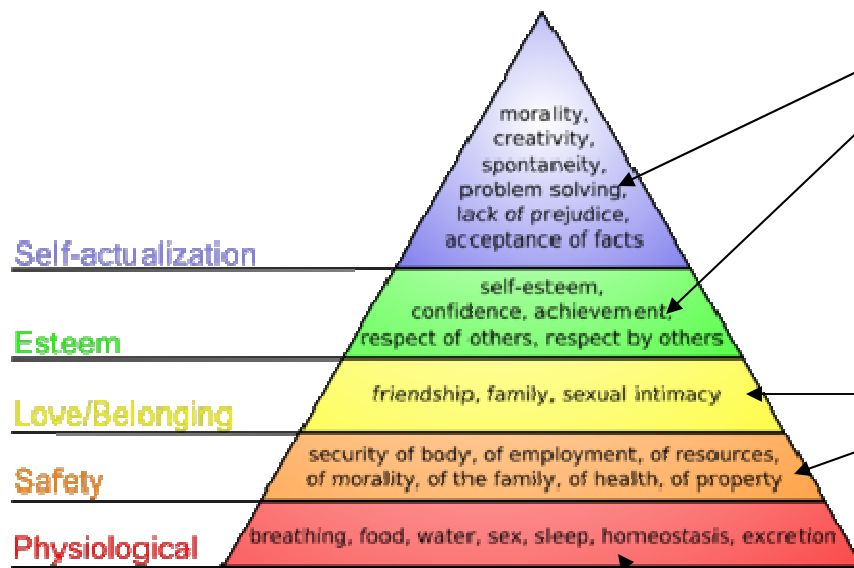 morality,
creativity,
spontaneity,
problem solving,
lack of prejudice,
acceptance of facts
Self-actualization
self-esteem,
confidence, achievement,
respect of others, respect by others
Esteem
friendship, family, sexual intimacy
Love/Belonging
security of body, of employment, of resources,
of morality, of the family, of health, of property
Safety
breathing, food, water, sex, sleep, homeostasis, excretion
Physiological